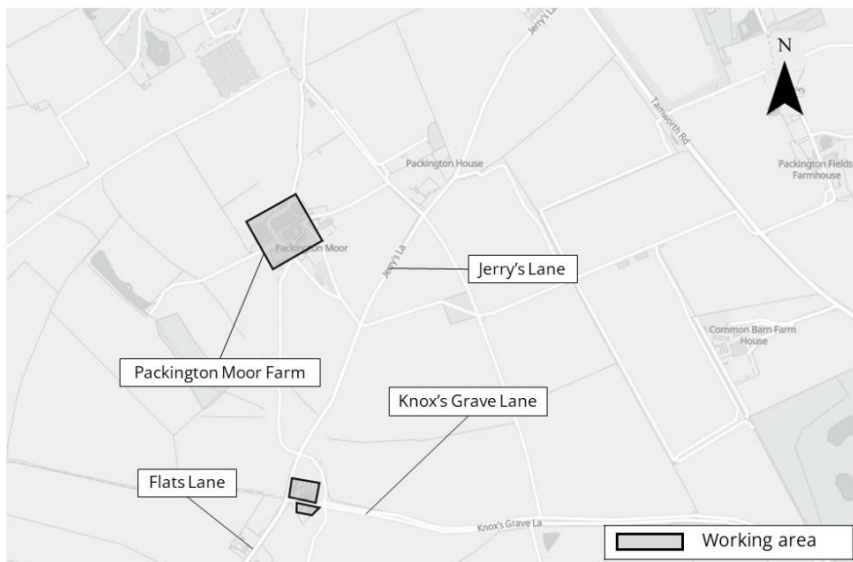 Jerry's La
N
Tamworth Rd
Packington House
Packington Fields
Farmhouse
Packington Moor
Jerry's La
Jerry's Lane
Common Barn Farm
House
Packington Moor Farm
Knox's Grave Lane
Flats Lane
Knox's Grave La
Working area